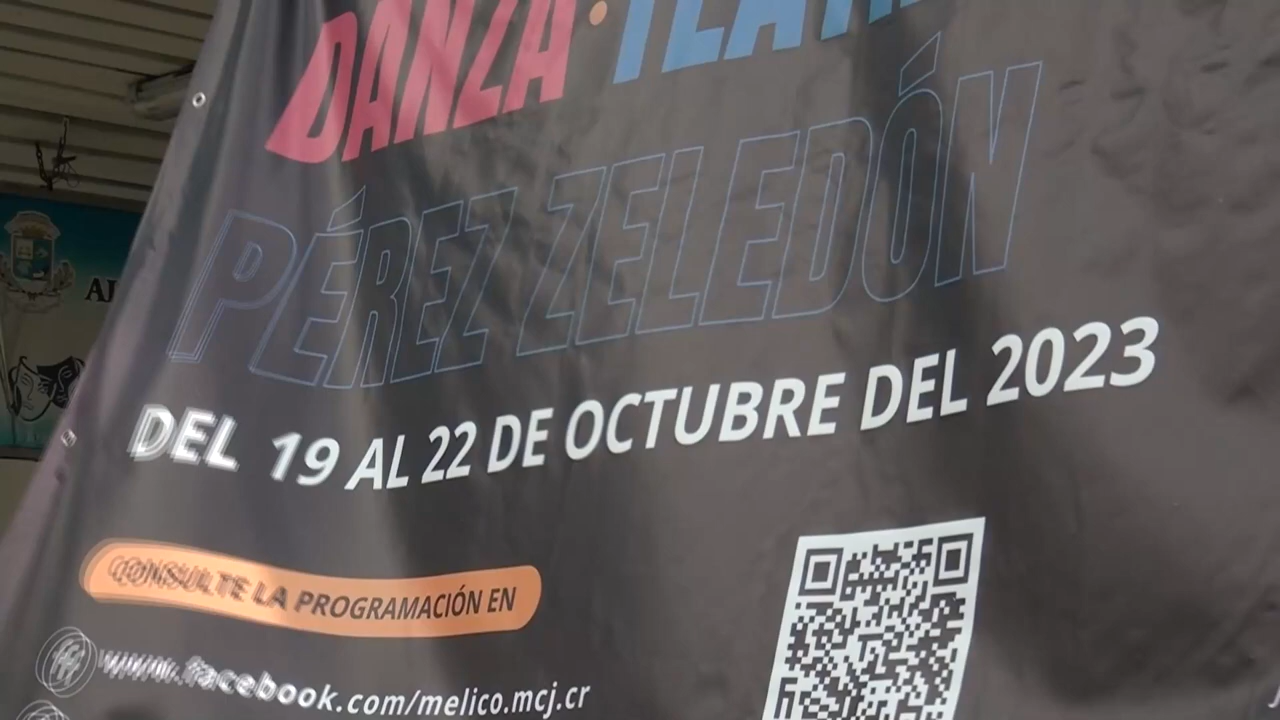 DANZA • TEATR
PÉREZ ZELEDÓN
DEL 19 AL 22 DE OCTUBRE DEL 2023
CONSULTE LA PROGRAMACIÓN EN
www.facebook.com/melico.mcj.cr